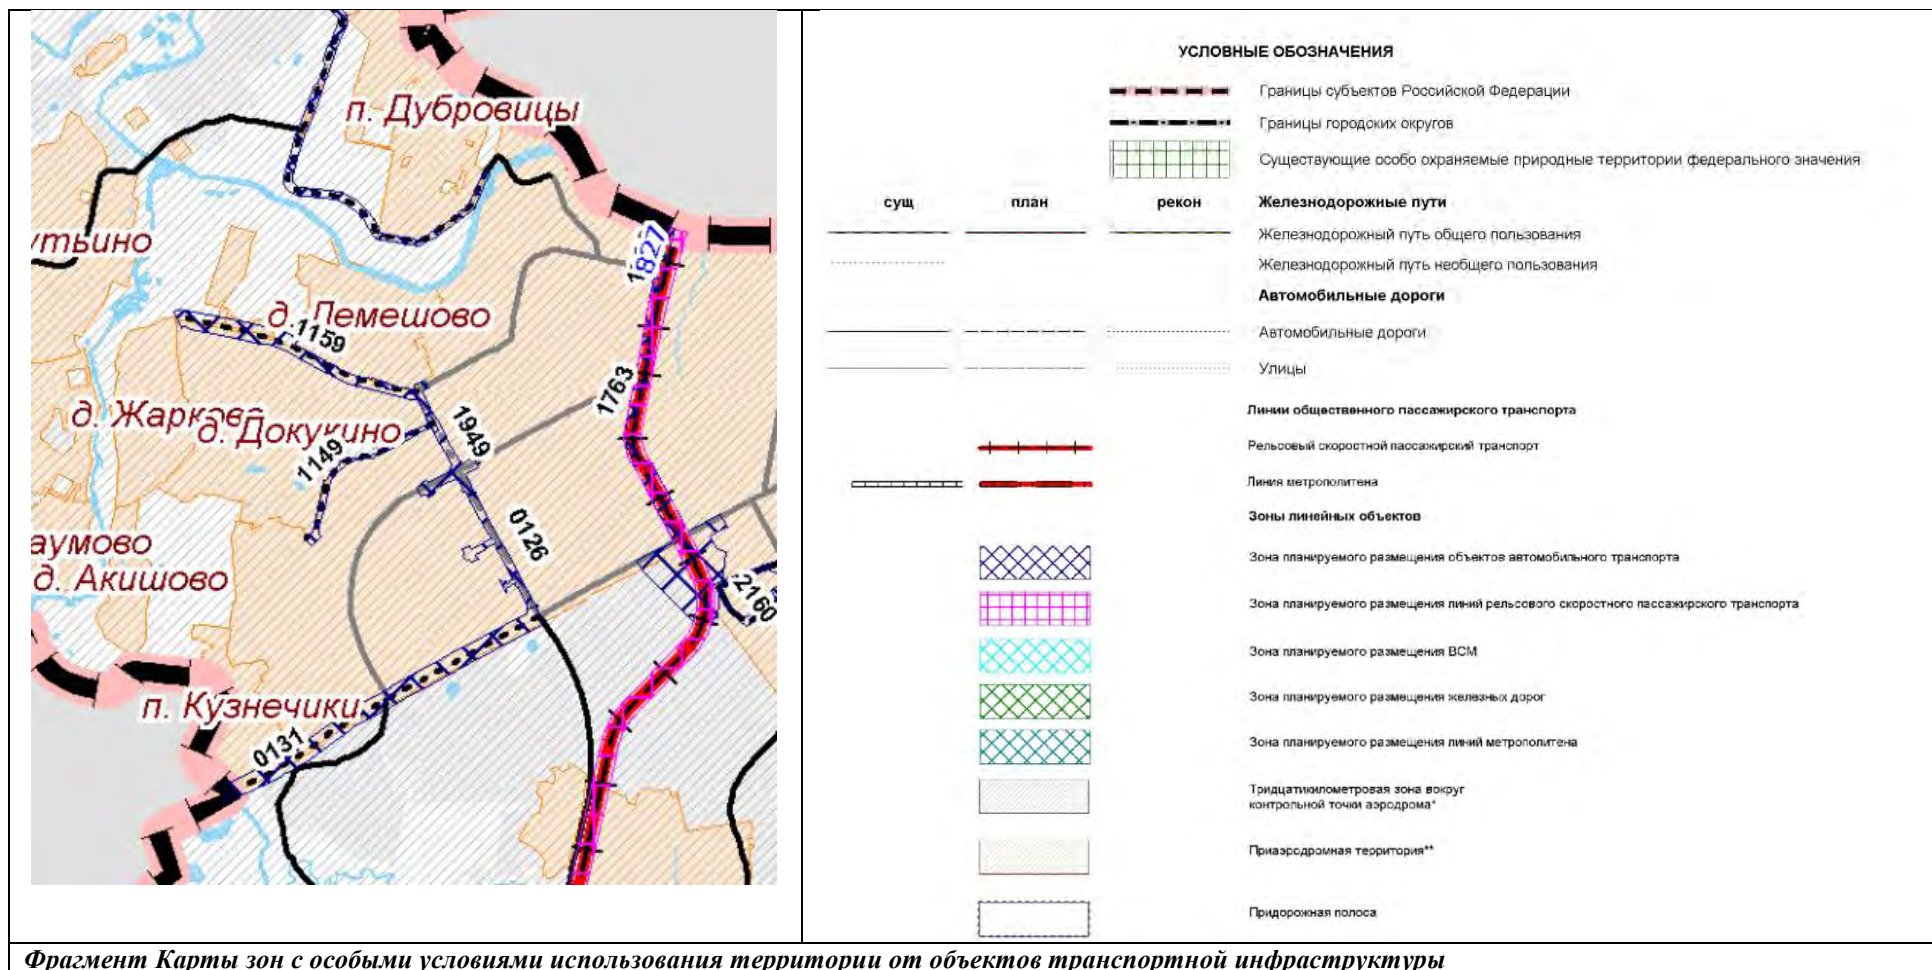 п. Дубровицы
утьино
1827
д. Лемешово
1159
1763
д. Жарково
д. Докукино
1949
1149
0126
аумово
д. Акишово
2160
п. Кузнечики
0131
УСЛОВНЫЕ ОБОЗНАЧЕНИЯ
Границы субъектов Российской Федерации
Границы городских округов
Существующие особо охраняемые природные территории федерального значения
сущ план рекон Железнодорожные пути
Железнодорожный путь общего пользования
Железнодорожный путь необщего пользования
Автомобильные дороги
Автомобильные дороги
Улицы
Линии общественного пассажирского транспорта
Рельсовый скоростной пассажирский транспорт
Линия метрополитена
Зоны линейных объектов
Зона планируемого размещения объектов автомобильного транспорта
Зона планируемого размещения линий рельсового скоростного пассажирского транспорта
Зона планируемого размещения ВСМ
Зона планируемого размещения железных дорог
Зона планируемого размещения линий метрополитена
Тридцатикилометровая зона вокруг
контрольной точки аэродрома*
Приаэродромная территория**
Придорожная полоса
Фрагмент Карты зон с особыми условиями использования территории от объектов транспортной инфраструктуры